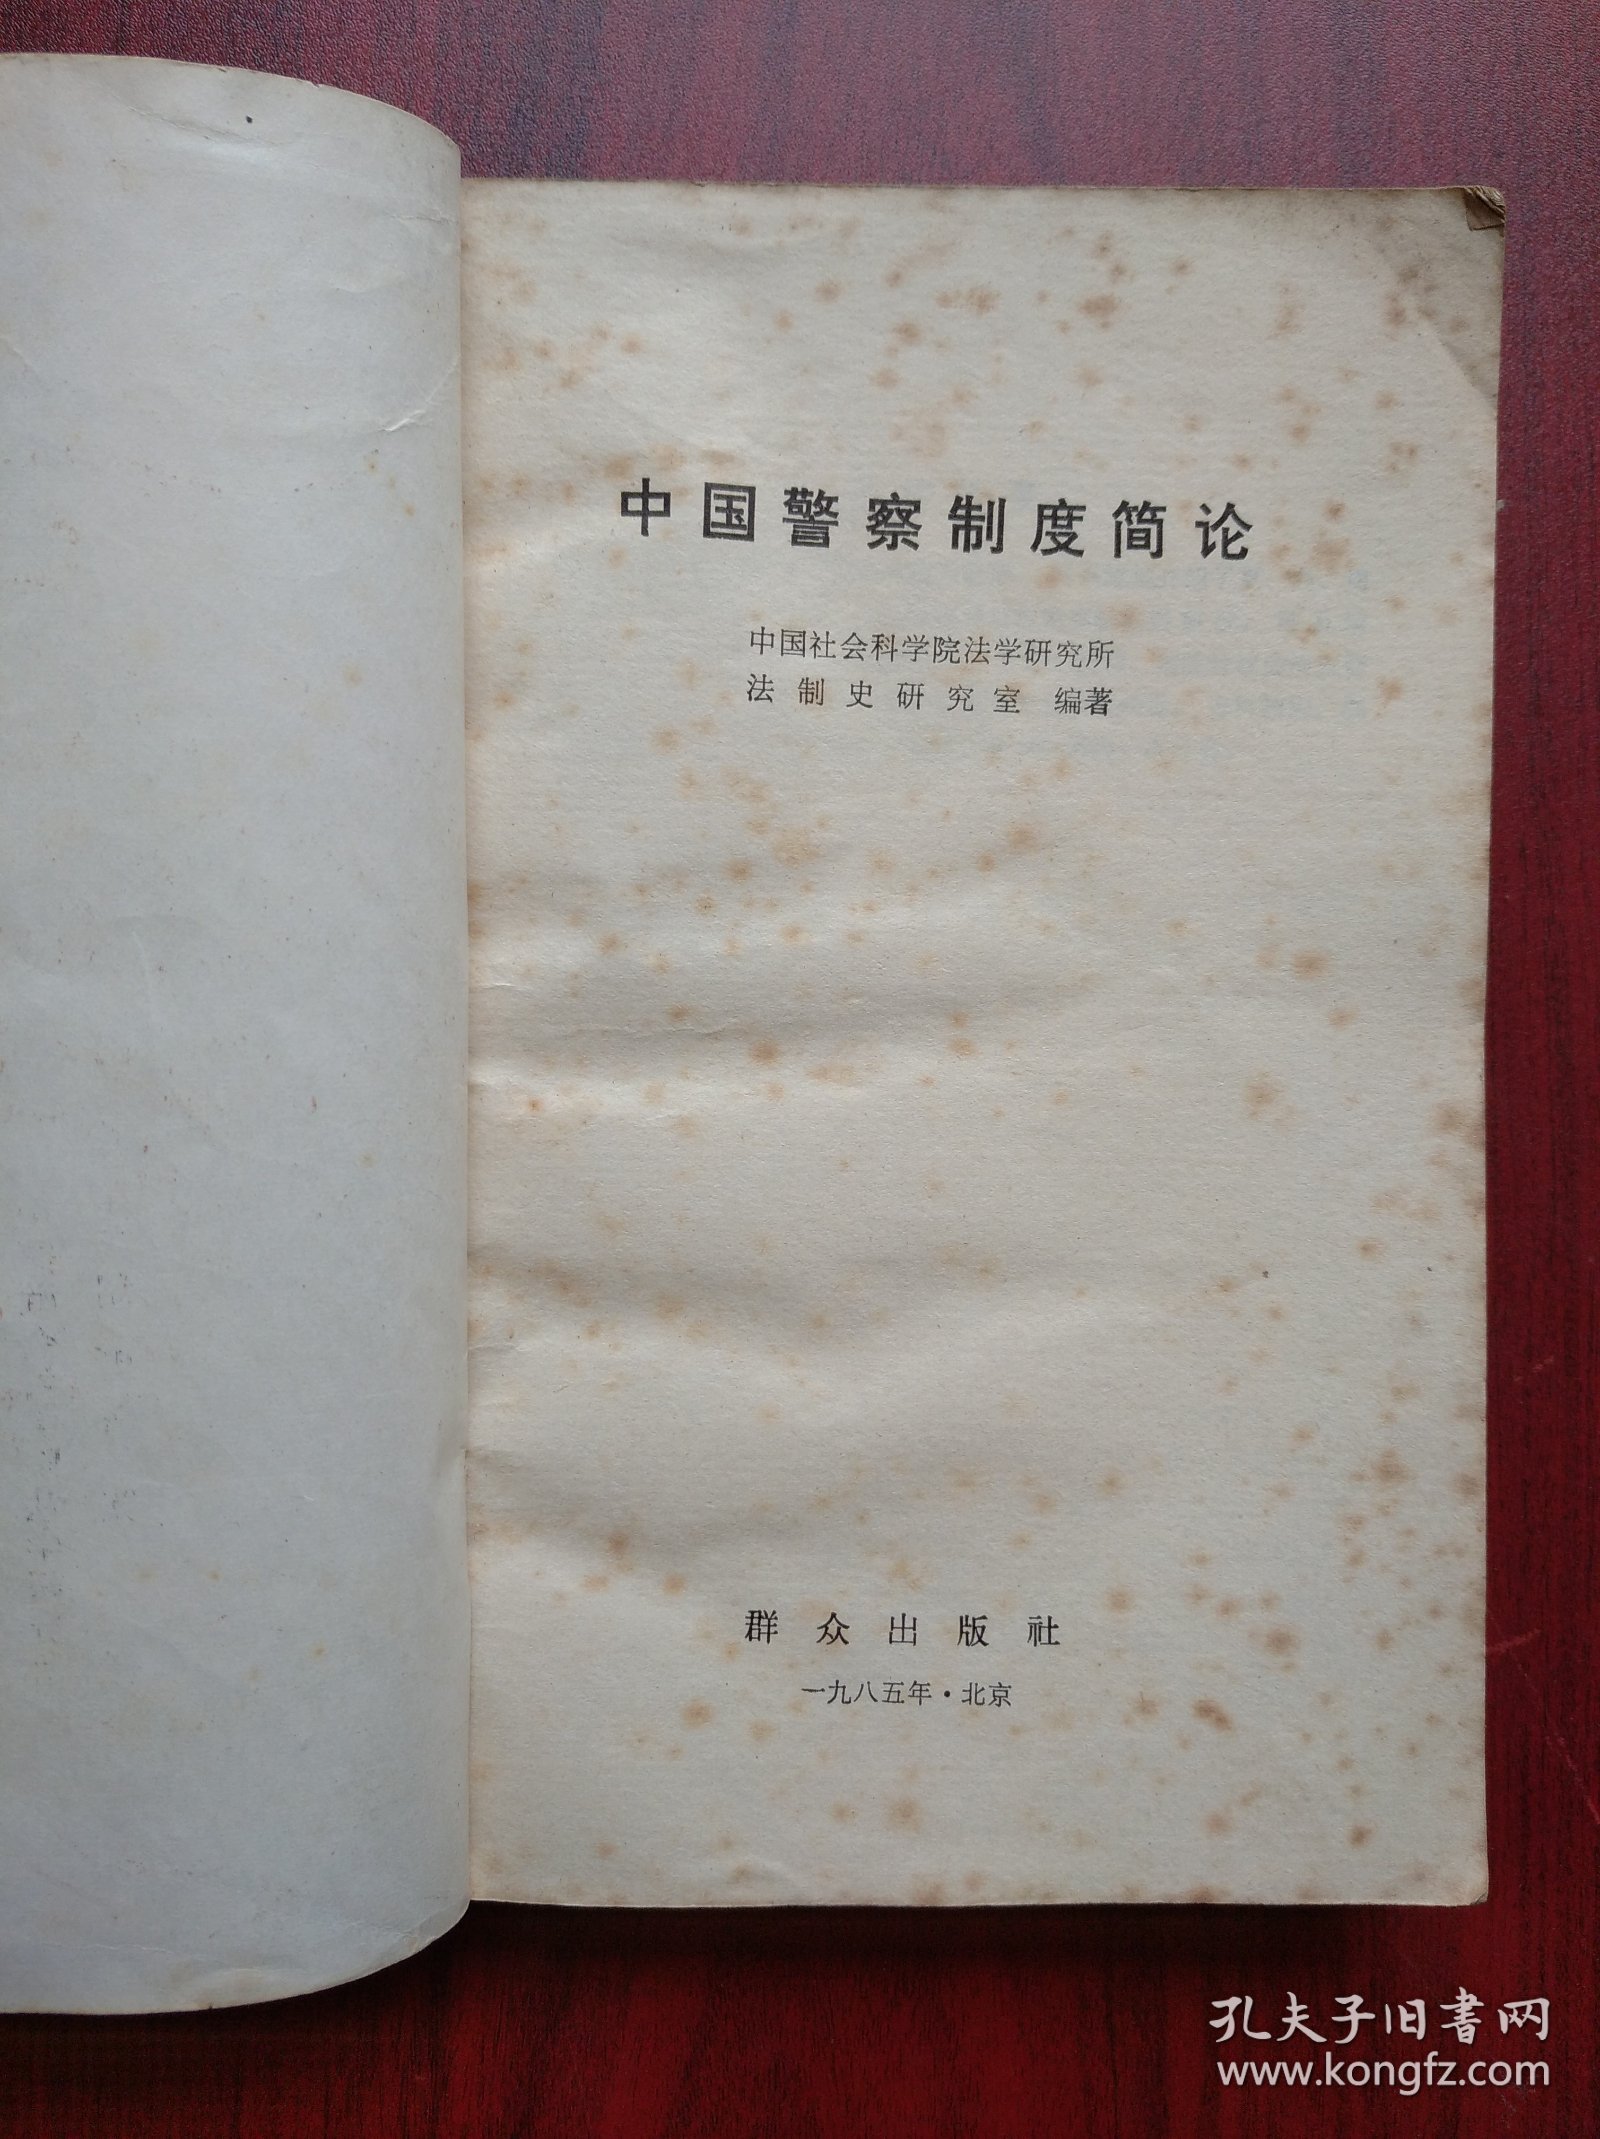 中国警察制度简论
中国社会科学院法学研究所
法制史研究室 编著
群众出版社
一九八五年·北京
孔夫子旧書网
www.kongfz.com